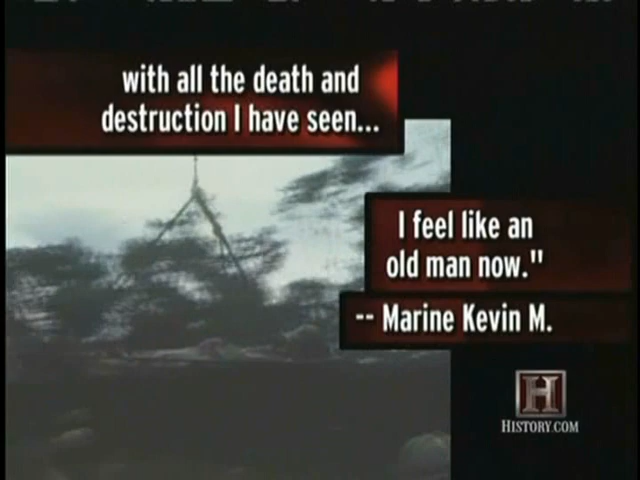 with all the death and
destruction I have seen...
I feel like an
old man now."
-- Marine Kevin M.
H
HISTORY.COM